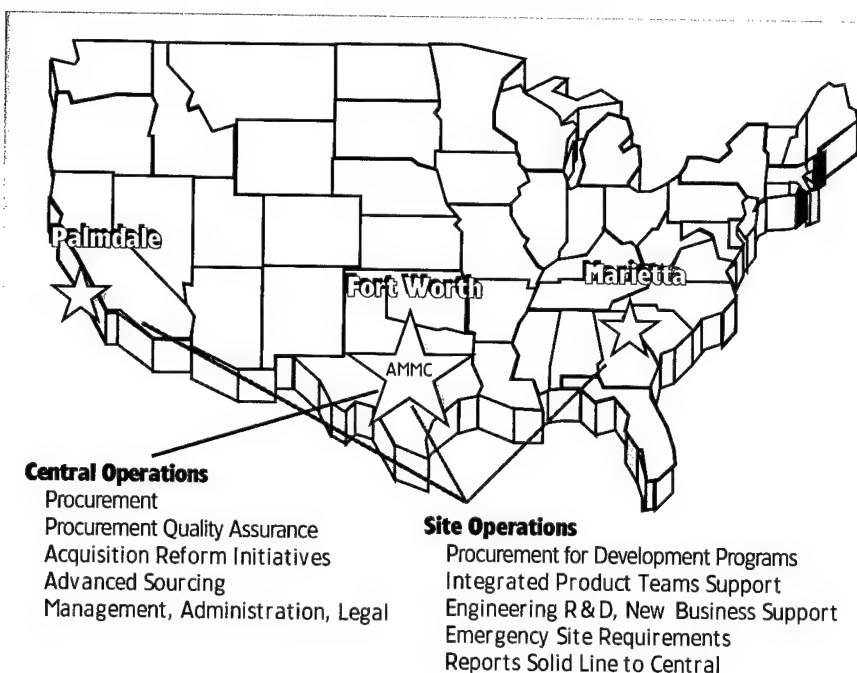 Palmdale
Fort Worth
Marietta
AMMC
Central Operations
Procurement
Procurement Quality Assurance
Acquisition Reform Initiatives
Advanced Sourcing
Management, Administration, Legal
Site Operations
Procurement for Development Programs
Integrated Product Teams Support
Engineering R&D, New Business Support
Emergency Site Requirements
Reports Solid Line to Central